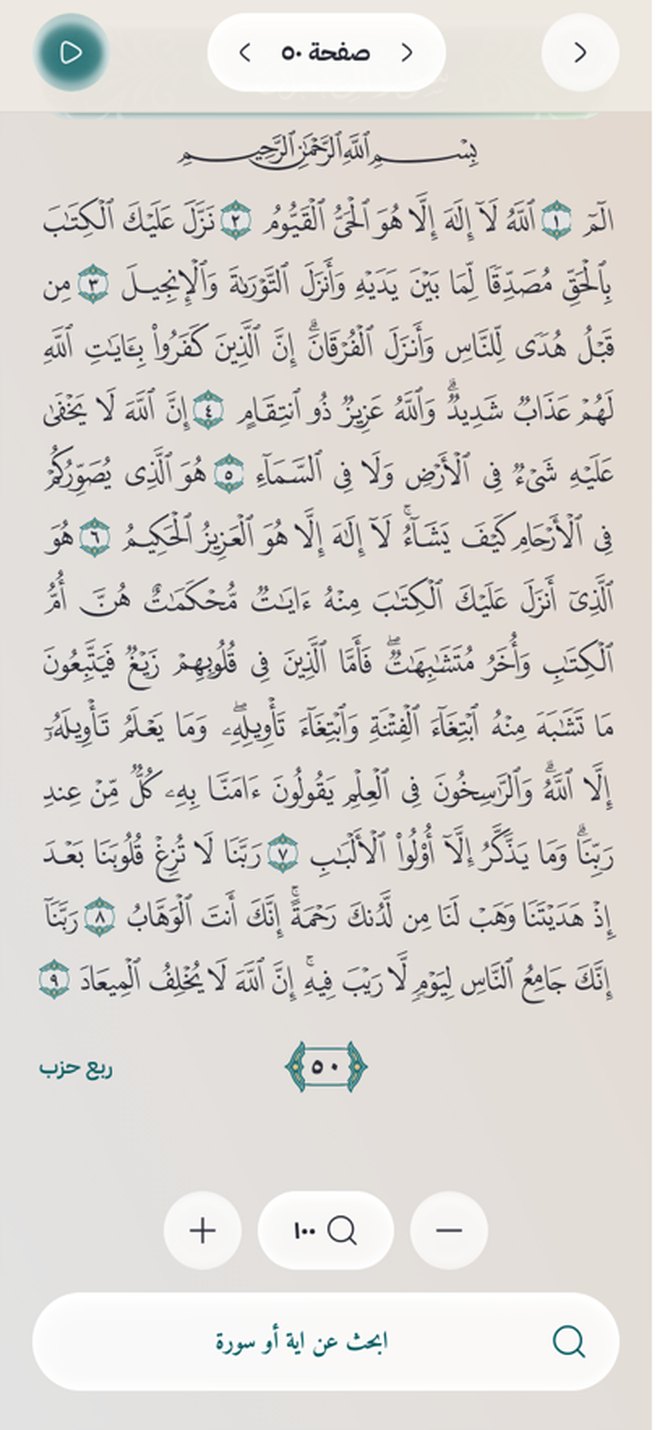 صفحة ٥٠
بِسْمِ ٱللَّهِ ٱلرَّحْمَٰنِ ٱلرَّحِيمِ
الٓمٓ ١ ٱللَّهُ لَآ إِلَٰهَ إِلَّا هُوَ ٱلْحَىُّ ٱلْقَيُّومُ ٢ نَزَّلَ عَلَيْكَ ٱلْكِتَٰبَ
بِٱلْحَقِّ مُصَدِّقًا لِّمَا بَيْنَ يَدَيْهِ وَأَنزَلَ ٱلتَّوْرَىٰةَ وَٱلْإِنجِيلَ ٣ مِن
قَبْلُ هُدًى لِّلنَّاسِ وَأَنزَلَ ٱلْفُرْقَانَۗ إِنَّ ٱلَّذِينَ كَفَرُوا۟ بِـَٔايَٰتِ ٱللَّهِ
لَهُمْ عَذَابٌ شَدِيدٌۗ وَٱللَّهُ عَزِيزٌ ذُو ٱنتِقَامٍ ٤ إِنَّ ٱللَّهَ لَا يَخْفَىٰ
عَلَيْهِ شَىْءٌ فِى ٱلْأَرْضِ وَلَا فِى ٱلسَّمَآءِ ٥ هُوَ ٱلَّذِى يُصَوِّرُكُمْ
فِى ٱلْأَرْحَامِ كَيْفَ يَشَآءُۚ لَآ إِلَٰهَ إِلَّا هُوَ ٱلْعَزِيزُ ٱلْحَكِيمُ ٦ هُوَ
ٱلَّذِىٓ أَنزَلَ عَلَيْكَ ٱلْكِتَٰبَ مِنْهُ ءَايَٰتٌ مُّحْكَمَٰتٌ هُنَّ أُمُّ
ٱلْكِتَٰبِ وَأُخَرُ مُتَشَٰبِهَٰتٌۖ فَأَمَّا ٱلَّذِينَ فِى قُلُوبِهِمْ زَيْغٌ فَيَتَّبِعُونَ
مَا تَشَٰبَهَ مِنْهُ ٱبْتِغَآءَ ٱلْفِتْنَةِ وَٱبْتِغَآءَ تَأْوِيلِهِۦۖ وَمَا يَعْلَمُ تَأْوِيلَهُۥٓ
إِلَّا ٱللَّهُۗ وَٱلرَّٰسِخُونَ فِى ٱلْعِلْمِ يَقُولُونَ ءَامَنَّا بِهِۦ كُلٌّ مِّنْ عِندِ
رَبِّنَاۗ وَمَا يَذَّكَّرُ إِلَّآ أُو۟لُوا۟ ٱلْأَلْبَٰبِ ٧ رَبَّنَا لَا تُزِغْ قُلُوبَنَا بَعْدَ
إِذْ هَدَيْتَنَا وَهَبْ لَنَا مِن لَّدُنكَ رَحْمَةًۚ إِنَّكَ أَنتَ ٱلْوَهَّابُ ٨ رَبَّنَآ
إِنَّكَ جَامِعُ ٱلنَّاسِ لِيَوْمٍ لَّا رَيْبَ فِيهِۚ إِنَّ ٱللَّهَ لَا يُخْلِفُ ٱلْمِيعَادَ ٩
٥٠
ربع حزب
١٠٠
ابحث عن اية أو سورة